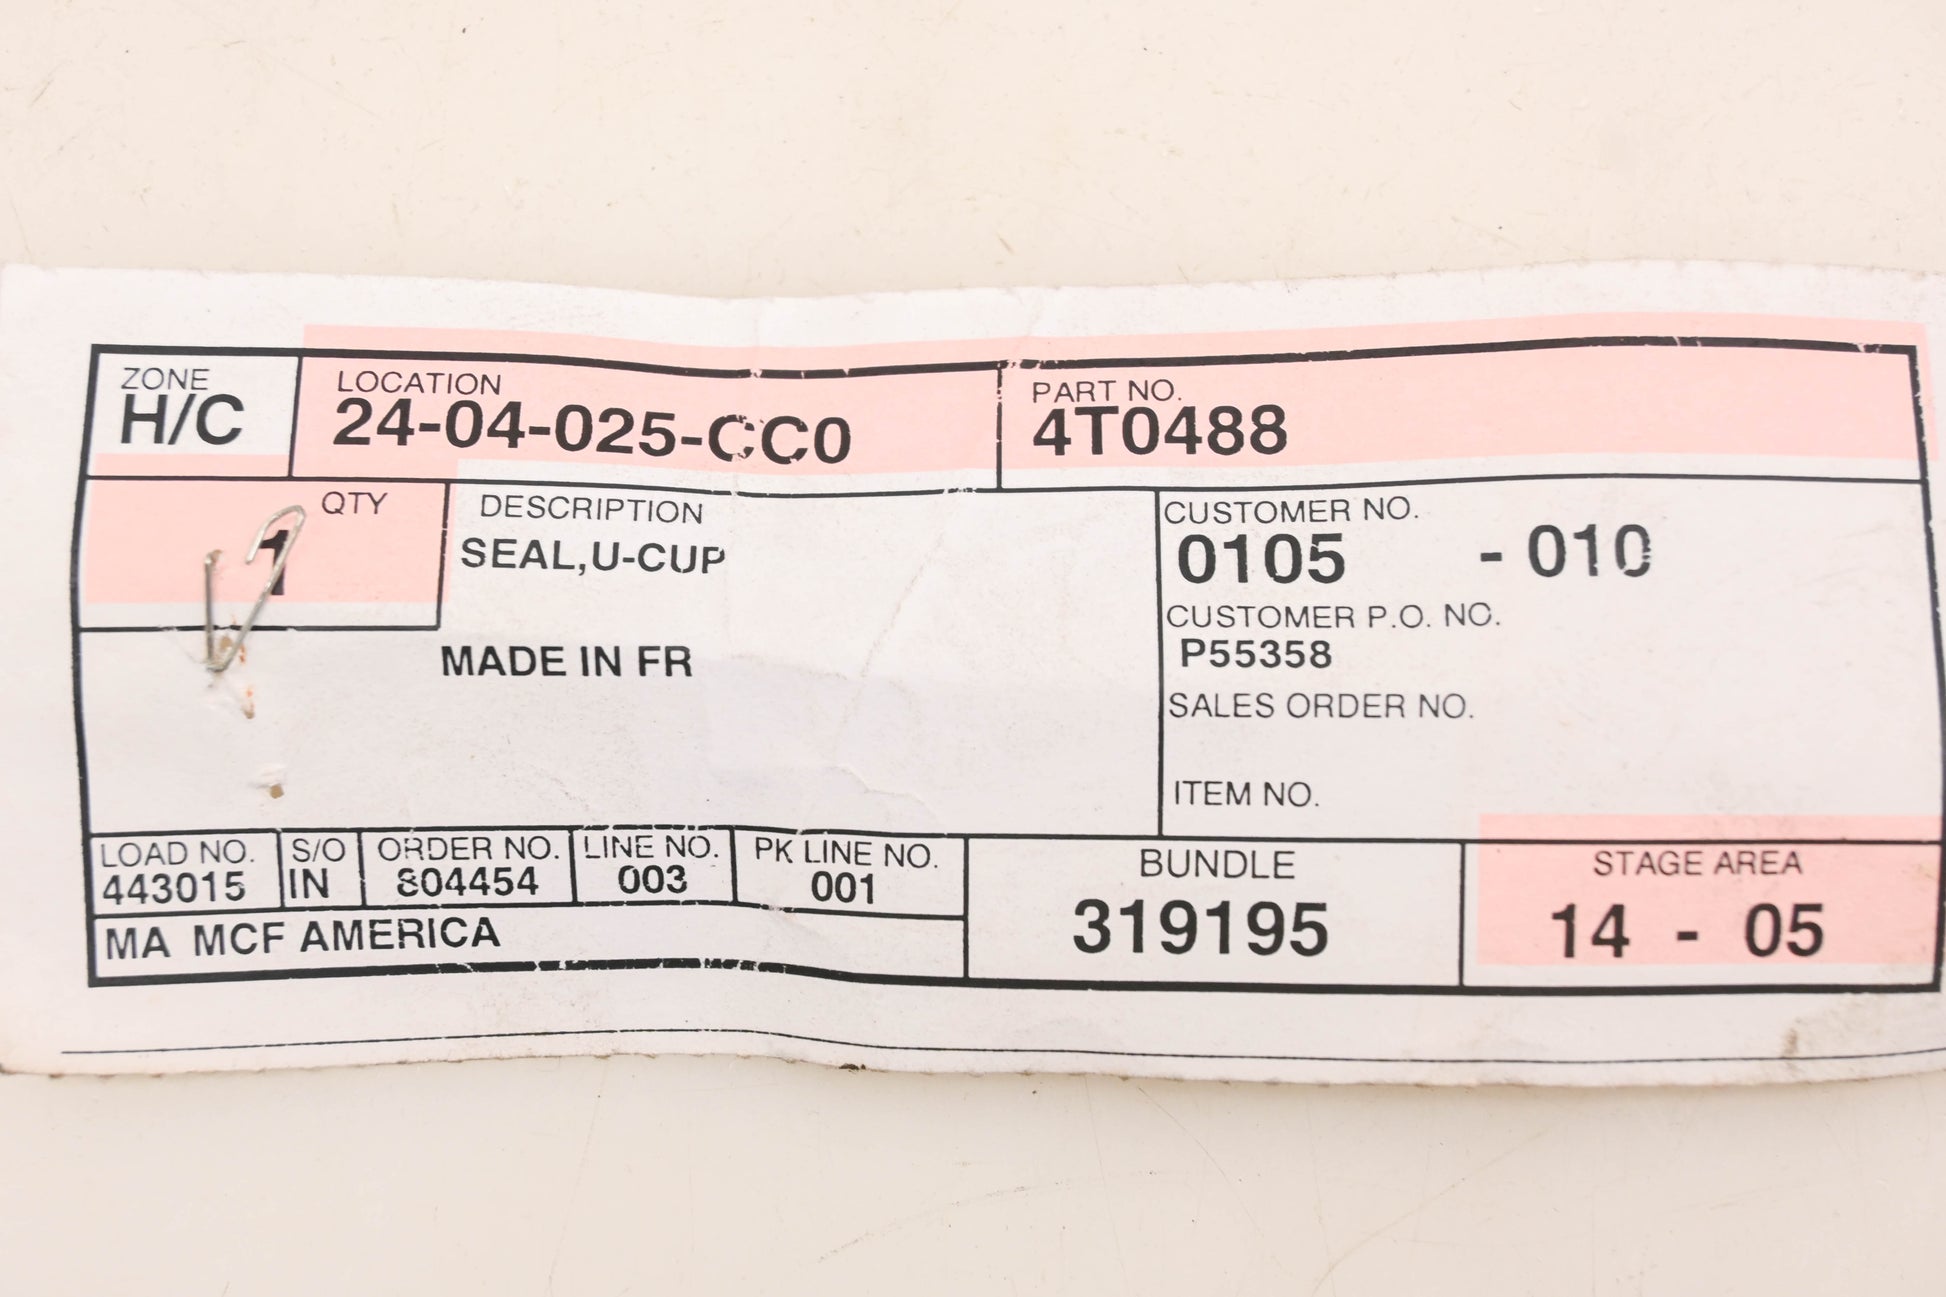 ZONE
H/C
LOCATION
24-04-025-CC0
PART NO.
4T0488
QTY
1
DESCRIPTION
SEAL,U-CUP
MADE IN FR
CUSTOMER NO.
0105 - 010
CUSTOMER P.O. NO.
P55358
SALES ORDER NO.
ITEM NO.
LOAD NO.
443015
S/O
IN
ORDER NO.
804454
LINE NO.
003
PK LINE NO.
001
MA MCF AMERICA
BUNDLE
319195
STAGE AREA
14 - 05